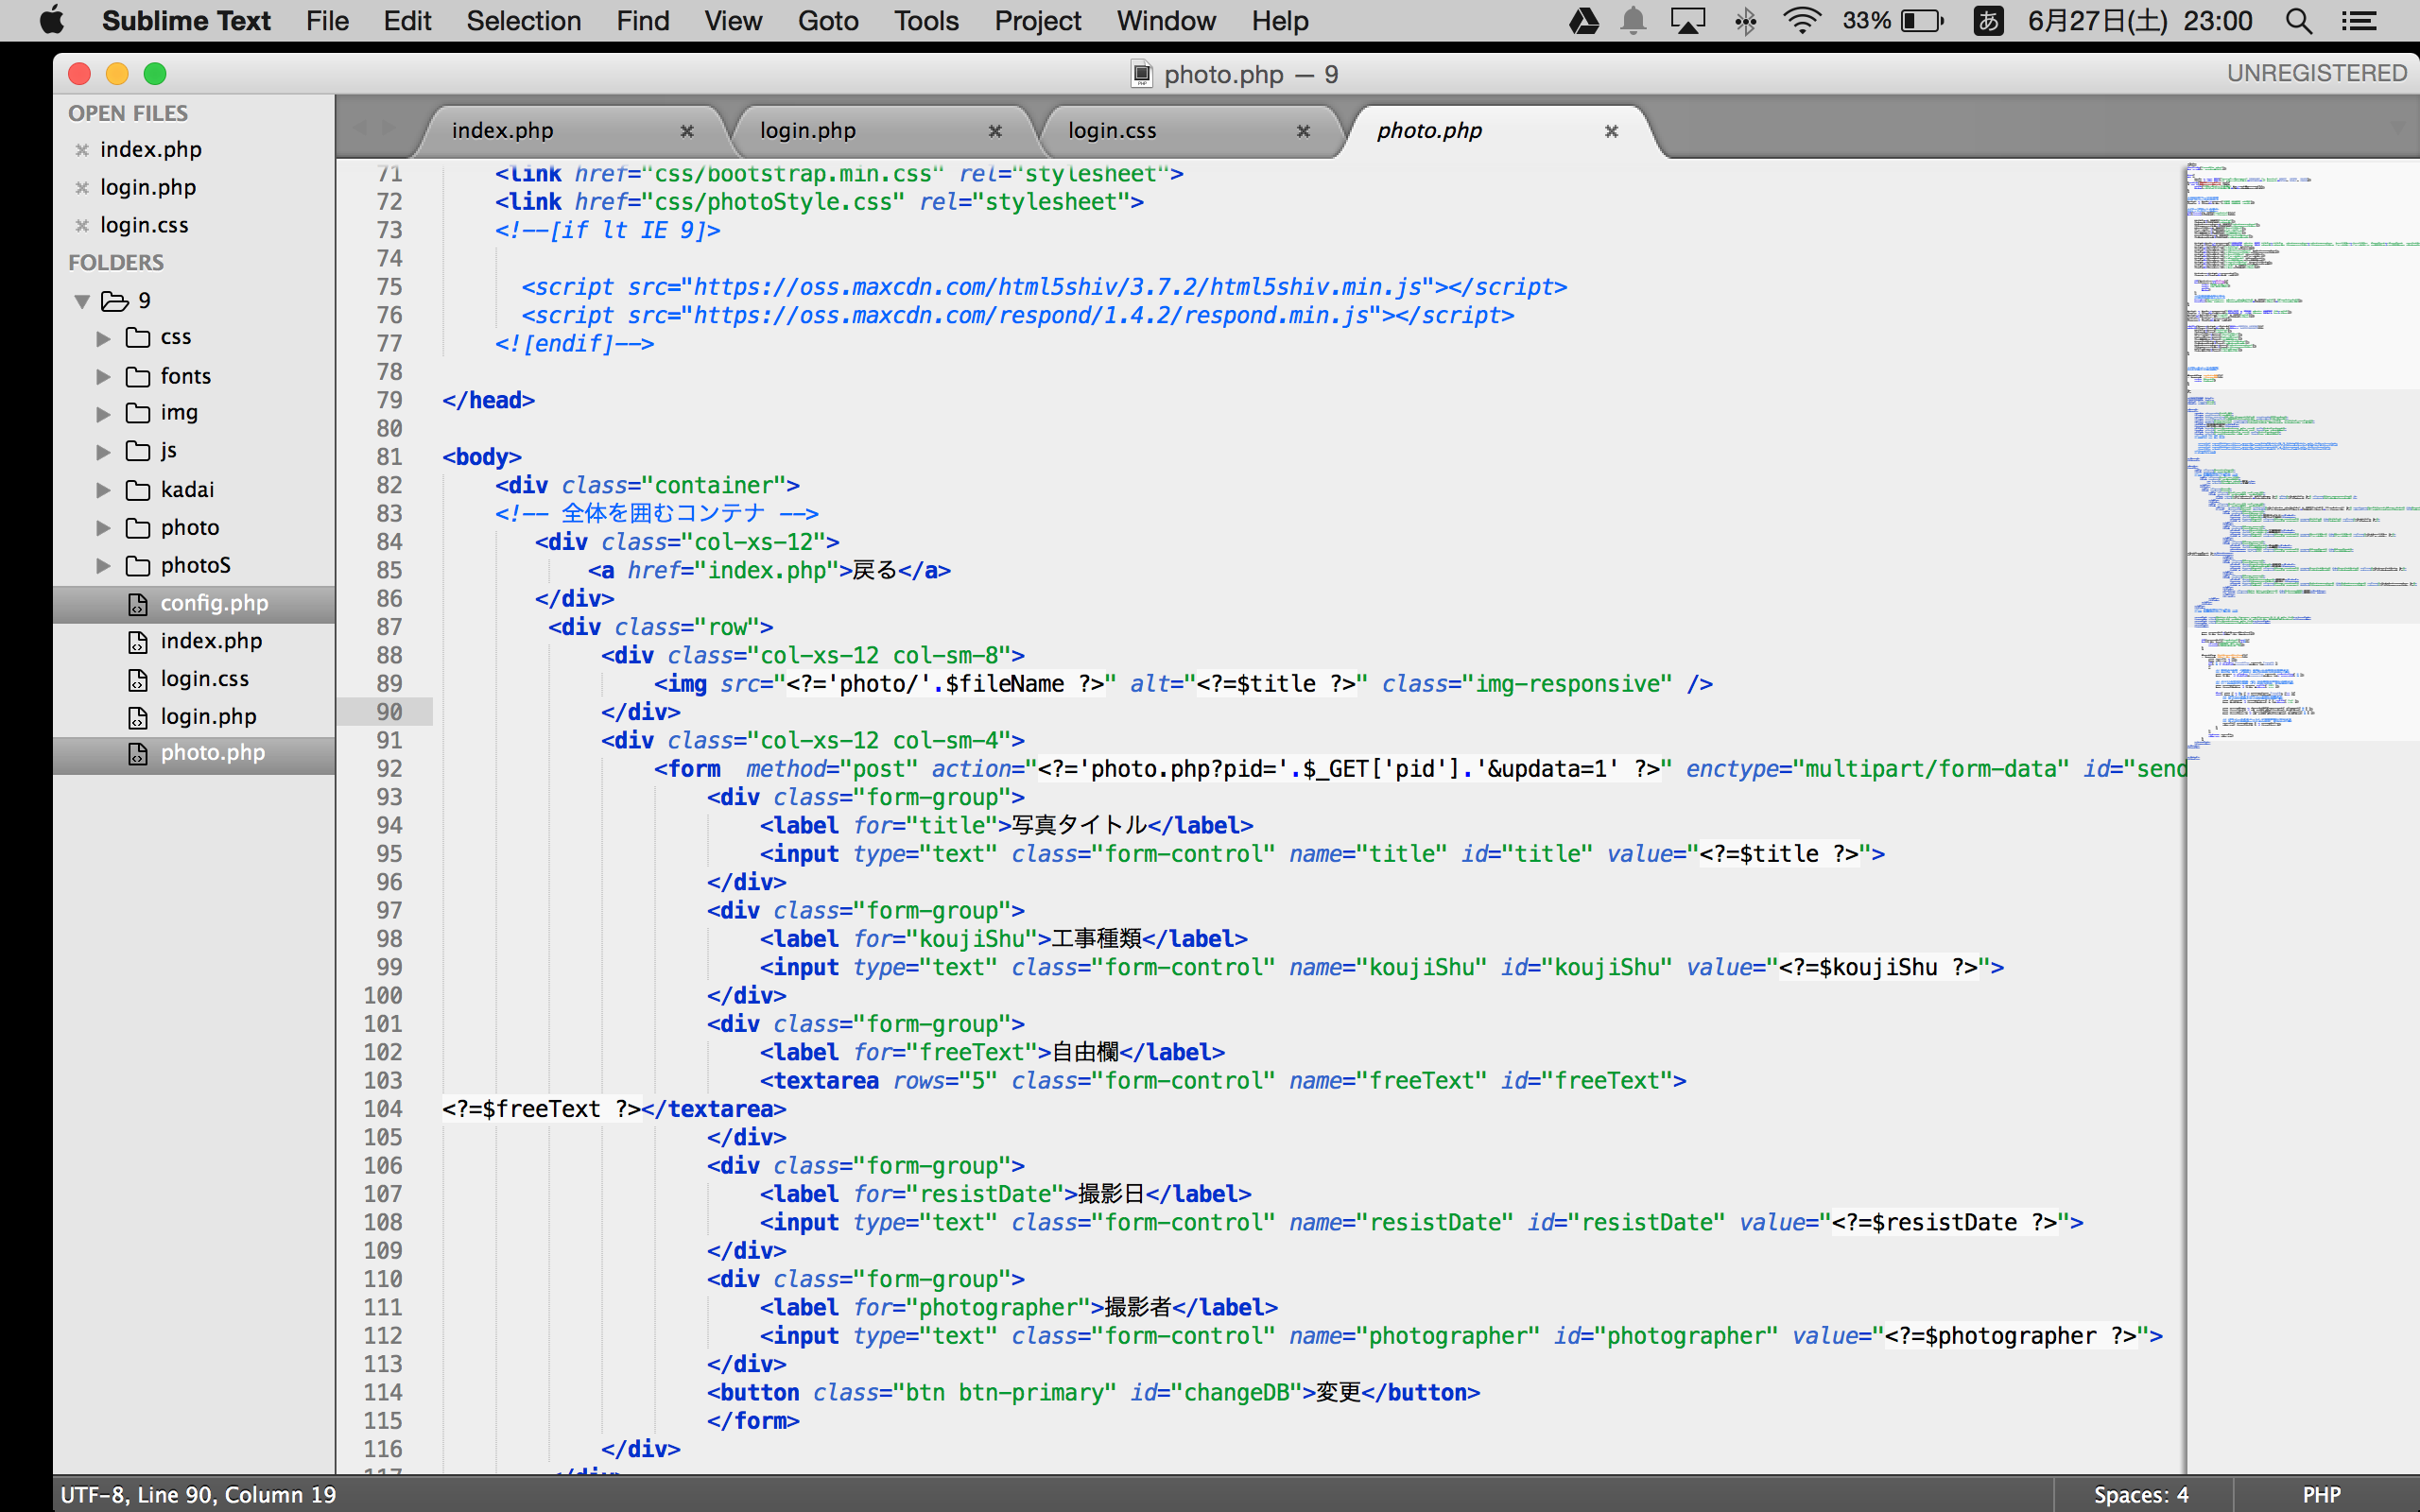 Sublime Text File Edit Selection Find View Goto Tools Project Window Help 33% あ 6月27日(土) 23:00
photo.php — 9 UNREGISTERED
OPEN FILES
index.php
login.php
login.css
FOLDERS
9
css
fonts
img
js
kadai
photo
photoS
config.php
index.php
login.css
login.php
photo.php
index.php login.php login.css photo.php
71 <link href="css/bootstrap.min.css" rel="stylesheet">
72 <link href="css/photoStyle.css" rel="stylesheet">
73 <!--[if lt IE 9]>
74
75 <script src="https://oss.maxcdn.com/html5shiv/3.7.2/html5shiv.min.js"></script>
76 <script src="https://oss.maxcdn.com/respond/1.4.2/respond.min.js"></script>
77 <![endif]-->
78
79 </head>
80
81 <body>
82 <div class="container">
83 <!-- 全体を囲むコンテナ -->
84 <div class="col-xs-12">
85 <a href="index.php">戻る</a>
86 </div>
87 <div class="row">
88 <div class="col-xs-12 col-sm-8">
89 <img src="<?='photo/'.$fileName ?>" alt="<?=$title ?>" class="img-responsive" />
90 </div>
91 <div class="col-xs-12 col-sm-4">
92 <form  method="post" action="<?='photo.php?pid='.$_GET['pid'].'&updata=1' ?>" enctype="multipart/form-data" id="send
93 <div class="form-group">
94 <label for="title">写真タイトル</label>
95 <input type="text" class="form-control" name="title" id="title" value="<?=$title ?>">
96 </div>
97 <div class="form-group">
98 <label for="koujiShu">工事種類</label>
99 <input type="text" class="form-control" name="koujiShu" id="koujiShu" value="<?=$koujiShu ?>">
100 </div>
101 <div class="form-group">
102 <label for="freeText">自由欄</label>
103 <textarea rows="5" class="form-control" name="freeText" id="freeText">
104 <?=$freeText ?></textarea>
105 </div>
106 <div class="form-group">
107 <label for="resistDate">撮影日</label>
108 <input type="text" class="form-control" name="resistDate" id="resistDate" value="<?=$resistDate ?>">
109 </div>
110 <div class="form-group">
111 <label for="photographer">撮影者</label>
112 <input type="text" class="form-control" name="photographer" id="photographer" value="<?=$photographer ?>">
113 </div>
114 <button class="btn btn-primary" id="changeDB">変更</button>
115 </form>
116 </div>
117 </div>
UTF-8, Line 90, Column 19 Spaces: 4 PHP